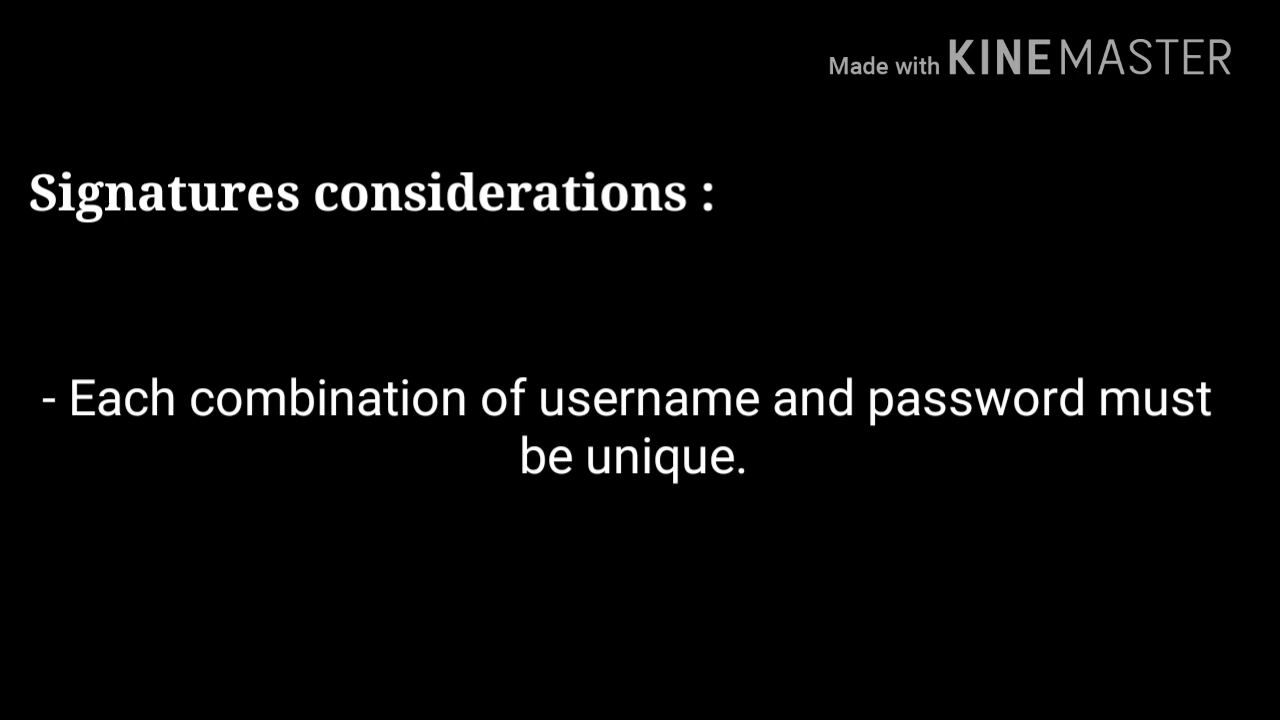 Made with KINEMASTER
Signatures considerations :
- Each combination of username and password must
be unique.